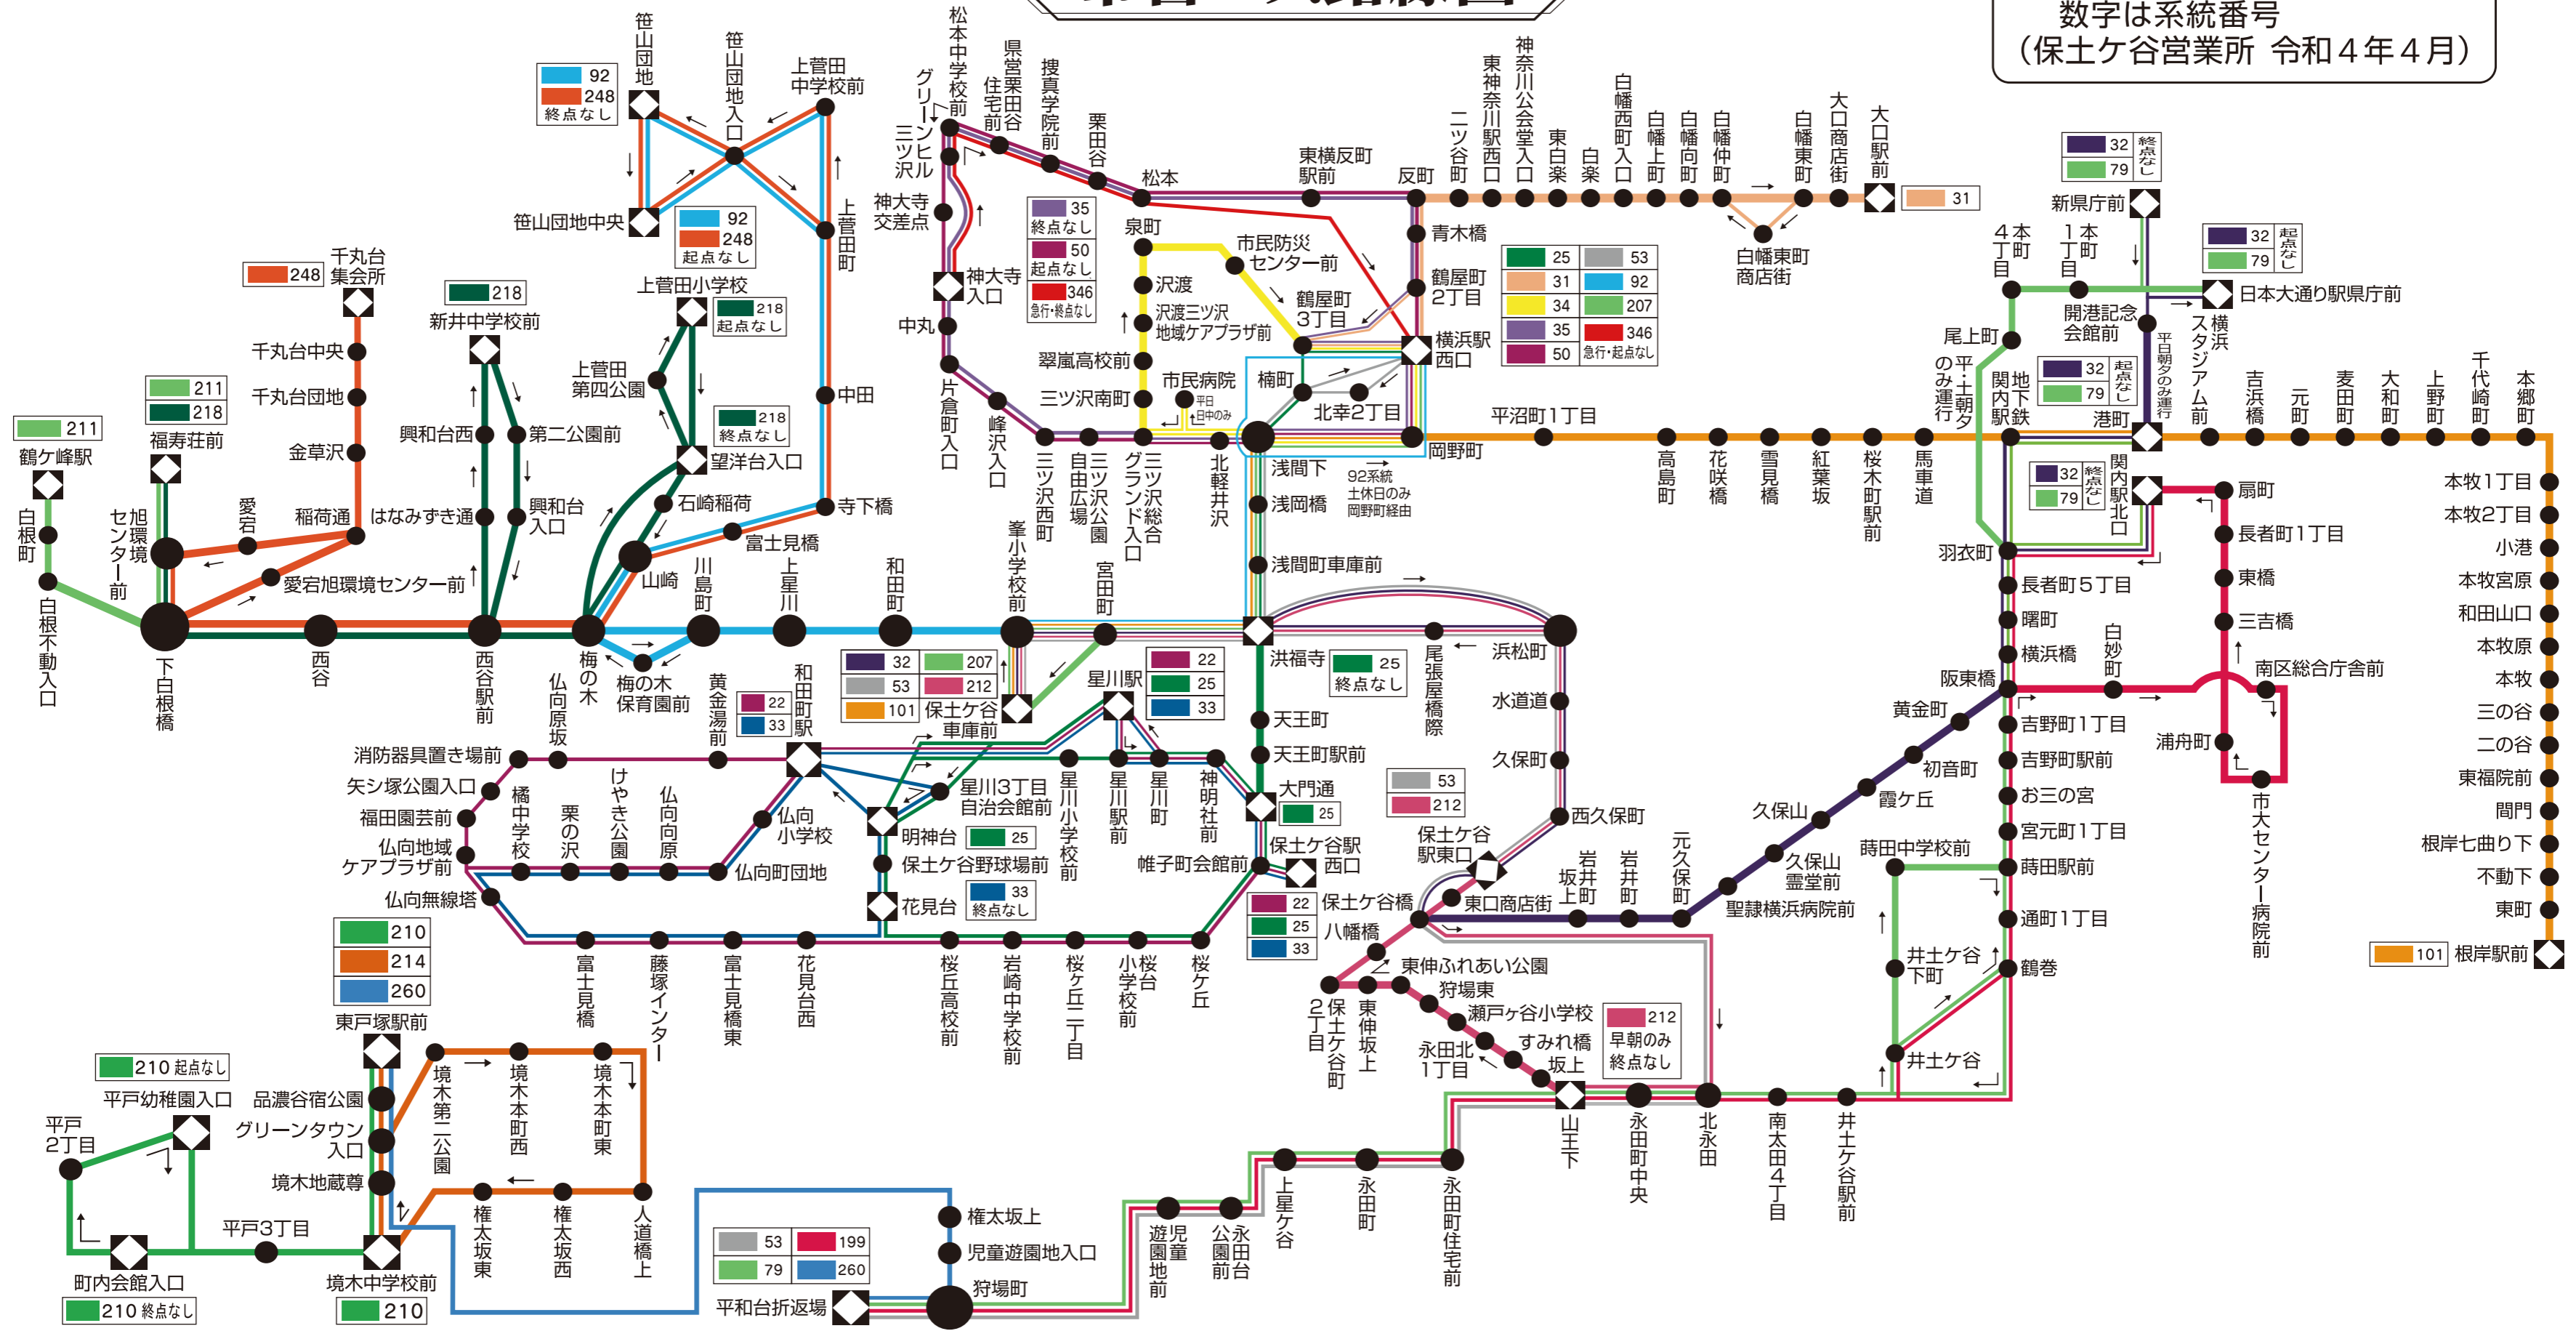 数字は系統番号
（保土ケ谷営業所 令和4年4月）
笹山団地
92
248
終点なし
笹山団地入口
上菅田
中学校前
笹山団地中央
92
248
起点なし
上菅田町
中田
寺下橋
富士見橋
山崎
千丸台
集会所
248
千丸台中央
千丸台団地
金草沢
稲荷通
愛宕
愛宕旭環境センター前
旭環境
センター前
211
218
福寿荘前
211
鶴ケ峰駅
白根町
白根不動入口
下白根橋
西谷
西谷駅前
218
新井中学校前
興和台西
第二公園前
はなみずき通
興和台
入口
上菅田小学校
218
起点なし
上菅田
第四公園
218
終点なし
望洋台入口
石崎稲荷
梅の木
梅の木
保育園前
川島町
上星川
和田町
峯小学校前
宮田町
松本中学校前
グリーンヒル
三ツ沢
県営栗田谷
住宅前
捜真学院前
栗田谷
松本
神大寺
交差点
神大寺
入口
中丸
片倉町入口
峰沢入口
三ツ沢西町
三ツ沢公園
自由広場
三ツ沢総合
グランド入口
北軽井沢
35
終点なし
50
起点なし
346
急行・終点なし
東横反町
駅前
反町
青木橋
鶴屋町
2丁目
鶴屋町
3丁目
横浜駅
西口
泉町
市民防災
センター前
沢渡
沢渡三ツ沢
地域ケアプラザ前
翠嵐高校前
三ツ沢南町
市民病院
平日
日中のみ
楠町
北幸2丁目
岡野町
浅間下
浅岡橋
浅間町車庫前
92系統
土休日のみ
岡野町経由
25
53
31
92
34
207
35
346
50
急行・起点なし
二ツ谷町
東神奈川駅西口
神奈川公会堂入口
東白楽
白楽
白幡西町入口
白幡上町
白幡向町
白幡仲町
白幡東町
白幡東町
商店街
大口商店街
大口駅前
31
平沼町1丁目
高島町
花咲橋
雪見橋
紅葉坂
桜木町駅前
馬車道
地下鉄
関内駅
32
79
終点なし
新県庁前
32
79
起点なし
日本大通り駅県庁前
本町
4丁目
本町
1丁目
開港記念
会館前
尾上町
平・土朝夕
のみ運行
平日朝夕のみ運行
32
79
起点なし
港町
横浜
スタジアム前
吉浜橋
元町
麦田町
大和町
上野町
千代崎町
本郷町
32
79
終点なし
関内駅北口
羽衣町
長者町5丁目
曙町
横浜橋
阪東橋
扇町
長者町1丁目
東橋
三吉橋
白妙町
南区総合庁舎前
浦舟町
市大センター病院前
本牧1丁目
本牧2丁目
小港
本牧宮原
和田山口
本牧原
本牧
三の谷
二の谷
東福院前
間門
根岸七曲り下
不動下
東町
101
根岸駅前
洪福寺
25
終点なし
尾張屋橋際
浜松町
水道道
久保町
西久保町
53
212
保土ケ谷
駅東口
東口商店街
天王町
天王町駅前
大門通
25
保土ケ谷駅
西口
帷子町会館前
22
25
33
32
207
53
212
101
保土ケ谷
車庫前
22
25
33
星川駅
星川小学校前
星川駅前
星川町
神明社前
22
33
和田町駅
黄金湯前
仏向原坂
消防器具置き場前
矢シ塚公園入口
福田園芸前
仏向地域
ケアプラザ前
仏向無線塔
橘中学校
栗の沢
けやき公園
仏向向原
仏向町団地
仏向
小学校
星川3丁目
自治会館前
明神台
25
保土ケ谷野球場前
花見台
33
終点なし
富士見橋
藤塚インター
富士見橋東
花見台西
桜丘高校前
岩崎中学校前
桜ケ丘二丁目
桜台
小学校前
桜ケ丘
保土ケ谷橋
八幡橋
保土ケ谷町
2丁目
東伸坂上
東伸ふれあい公園
狩場東
瀬戸ヶ谷小学校
永田北
1丁目
すみれ橋
坂上
212
早朝のみ
終点なし
岩井町
坂上
岩井町
元久保町
聖隷横浜病院前
久保山
霊堂前
久保山
霞ケ丘
初音町
黄金町
吉野町1丁目
吉野町駅前
お三の宮
宮元町1丁目
蒔田駅前
蒔田中学校前
通町1丁目
井土ケ谷
下町
鶴巻
井土ケ谷
井土ケ谷駅前
南太田4丁目
北永田
永田町中央
山王下
永田町住宅前
永田町
上星ケ谷
永田台
公園前
児童
遊園地前
210
214
260
東戸塚駅前
品濃谷宿公園
グリーンタウン
入口
境木地蔵尊
境木中学校前
210
境木第二公園
境木本町西
境木本町東
人道橋上
権太坂西
権太坂東
210 起点なし
平戸幼稚園入口
平戸
2丁目
平戸3丁目
町内会館入口
210 終点なし
権太坂上
児童遊園地入口
狩場町
53
199
79
260
平和台折返場